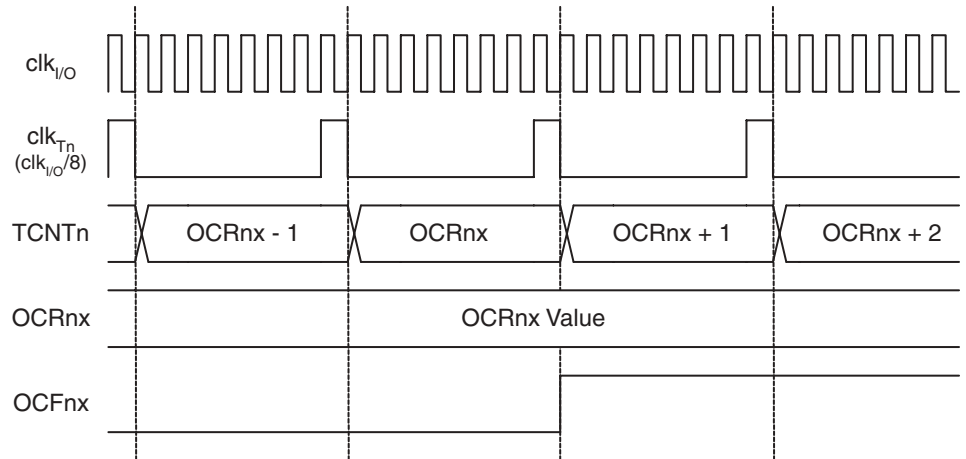 clkI/O
clkTn
(clkI/O/8)
TCNTn
OCRnx - 1
OCRnx
OCRnx + 1
OCRnx + 2
OCRnx
OCRnx Value
OCFnx